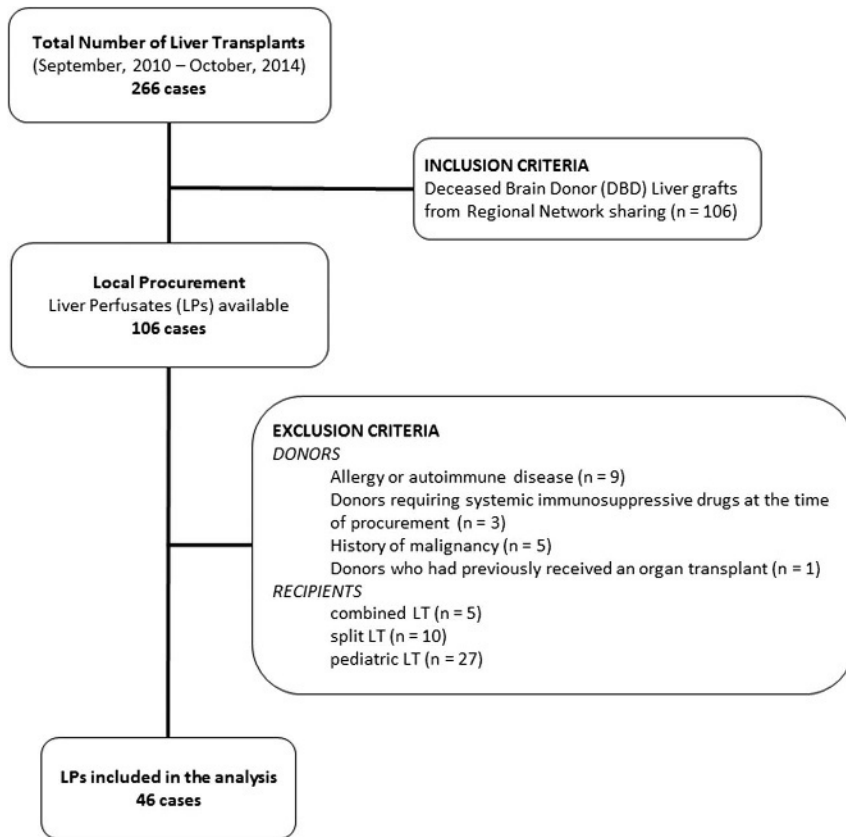 Total Number of Liver Transplants
(September, 2010 – October, 2014)
266 cases
INCLUSION CRITERIA
Deceased Brain Donor (DBD) Liver grafts
from Regional Network sharing (n = 106)
Local Procurement
Liver Perfusates (LPs) available
106 cases
EXCLUSION CRITERIA
DONORS
Allergy or autoimmune disease (n = 9)
Donors requiring systemic immunosuppressive drugs at the time
of procurement (n = 3)
History of malignancy (n = 5)
Donors who had previously received an organ transplant (n = 1)
RECIPIENTS
combined LT (n = 5)
split LT (n = 10)
pediatric LT (n = 27)
LPs included in the analysis
46 cases